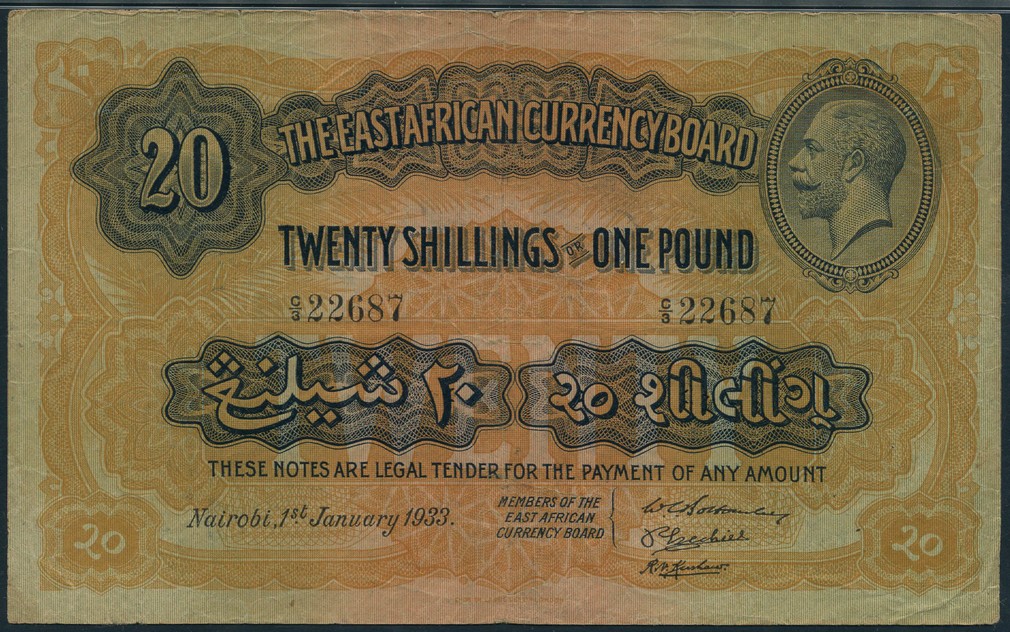 20
THE EAST AFRICAN CURRENCY BOARD
TWENTY SHILLINGS OR ONE POUND
C/3 22687
C/3 22687
شيلنغ ٢٠
૨૦ શીલીંગ
THESE NOTES ARE LEGAL TENDER FOR THE PAYMENT OF ANY AMOUNT
Nairobi, 1st January 1933.
MEMBERS OF THE
EAST AFRICAN
CURRENCY BOARD
૨૦
૨૦